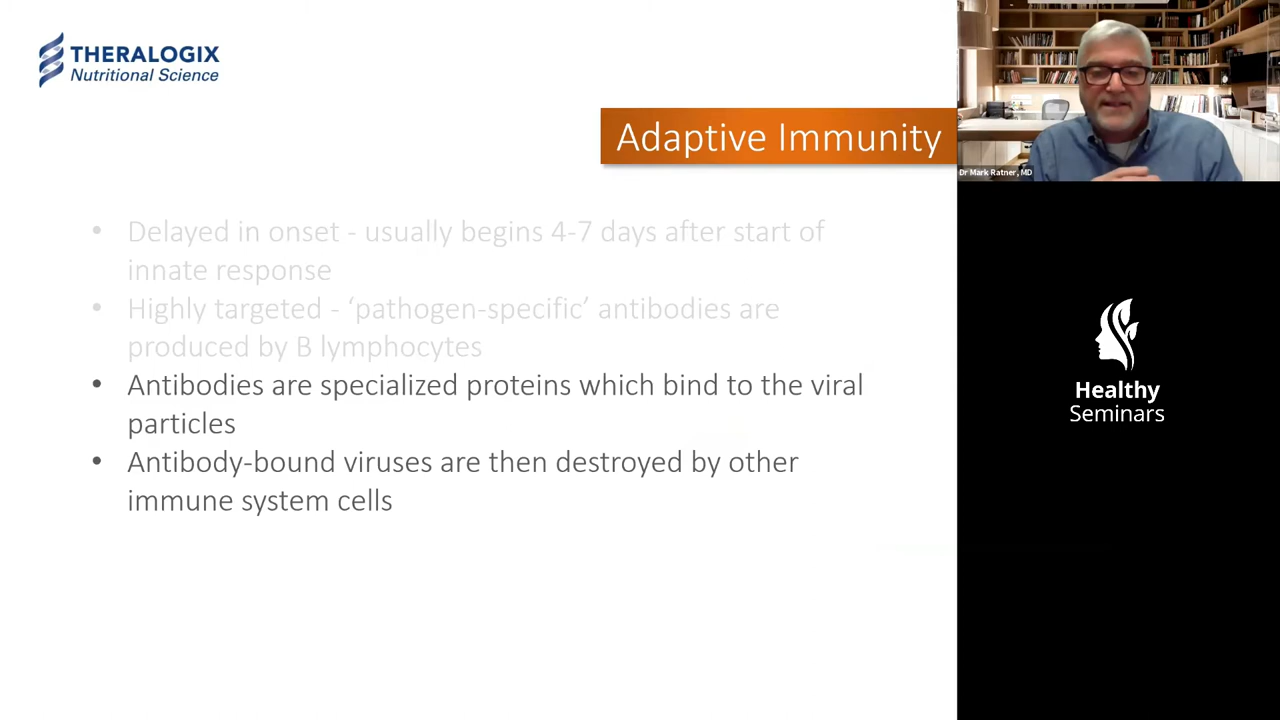 THERALOGIX
Nutritional Science
Adaptive Immunity
Dr Mark Ratner, MD
• Delayed in onset - usually begins 4-7 days after start of
innate response
• Highly targeted - ‘pathogen-specific’ antibodies are
produced by B lymphocytes
• Antibodies are specialized proteins which bind to the viral
particles
• Antibody-bound viruses are then destroyed by other
immune system cells
Healthy
Seminars